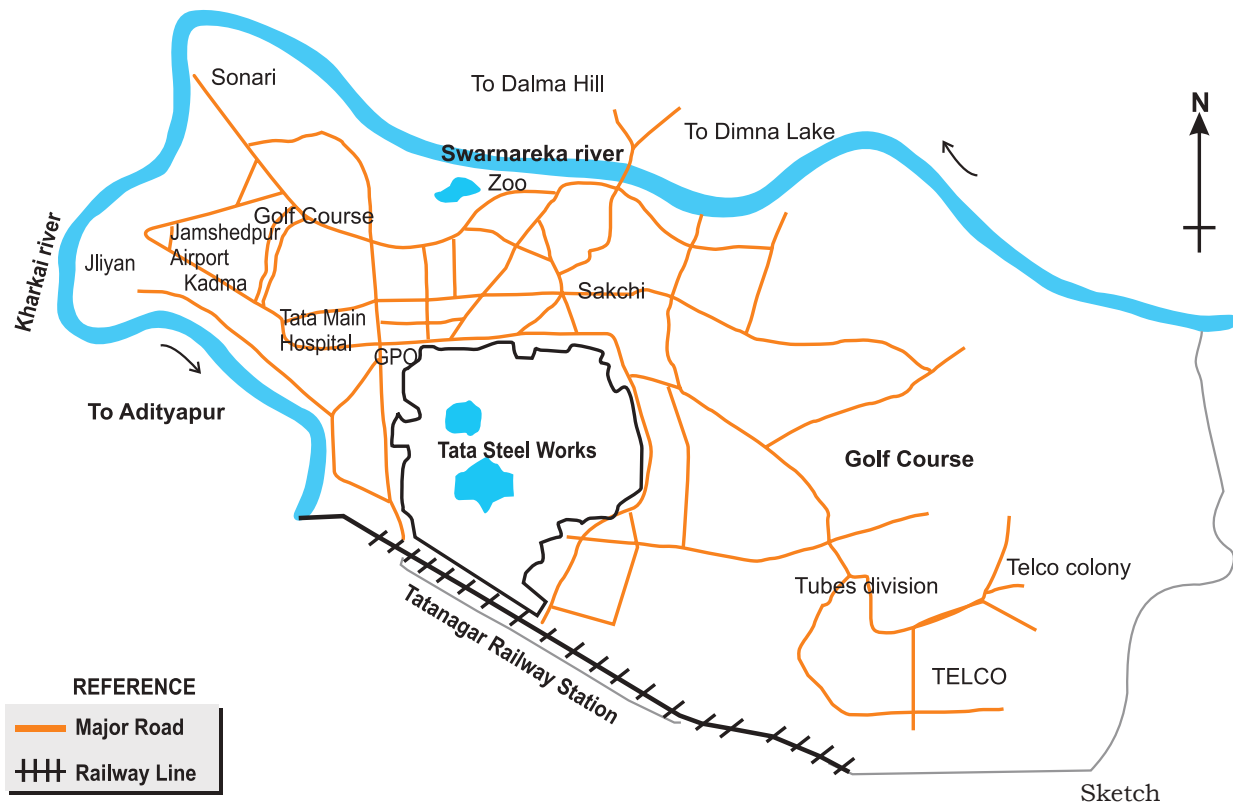 Sonari
To Dalma Hill
N
To Dimna Lake
Swarnareka river
Zoo
Golf Course
Jamshedpur
Airport
Kadma
Jliyan
Kharkai river
Sakchi
Tata Main
Hospital
GPO
To Adityapur
Tata Steel Works
Golf Course
Telco colony
Tubes division
TELCO
Tatanagar Railway Station
REFERENCE
Major Road
Railway Line
Sketch